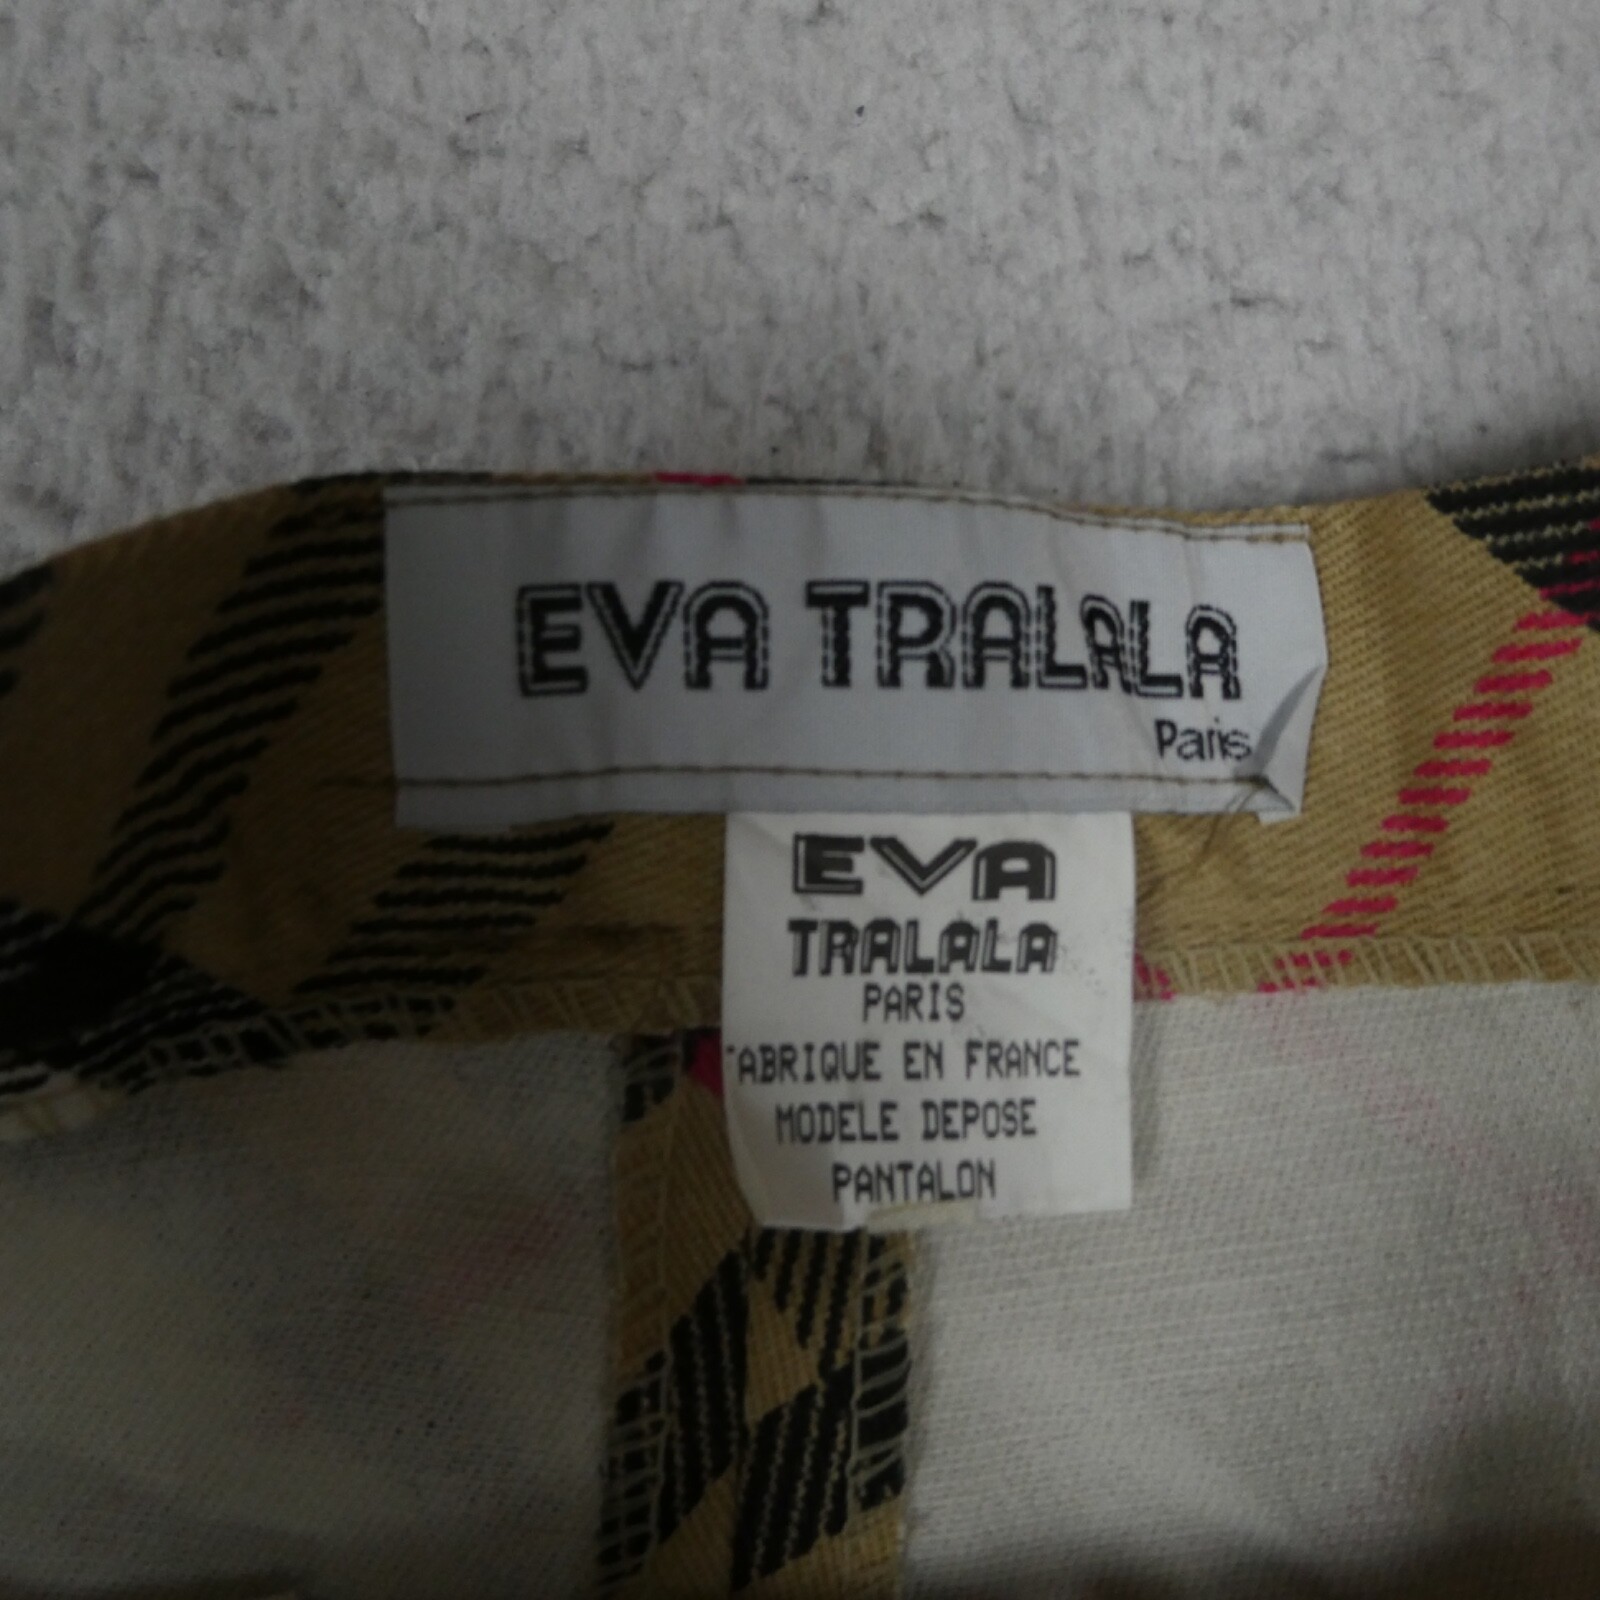 EVA TRALALA
Paris
EVA
TRALALA
PARIS
FABRIQUE EN FRANCE
MODELE DEPOSE
PANTALON